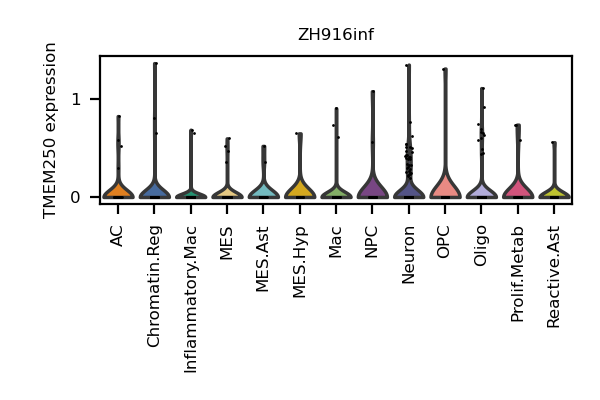 ZH916inf
TMEM250 expression
1
0
AC
Chromatin.Reg
Inflammatory.Mac
MES
MES.Ast
MES.Hyp
Mac
NPC
Neuron
OPC
Oligo
Prolif.Metab
Reactive.Ast